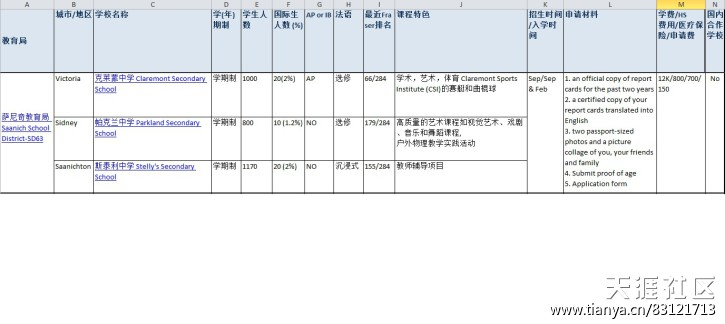 A B C D E F G H I J K L M N
教育局 城市/地区 学校名称 学(年)期制 学生人数 国际生人数 (%) AP or IB 法语 最近Fraser排名 课程特色 招生时间/入学时间 申请材料 学费/HS费用/医疗保险/申请费 国内合作学校
萨尼奇教育局
Saanich School
District-SD63
Victoria 克莱蒙中学 Claremont Secondary School 学期制 1000 20(2%) AP 选修 66/284
学术，艺术，体育 Claremont Sports
Institute (CSI)的赛艇和曲棍球
Sidney 帕克兰中学 Parkland Secondary School 学期制 800 10 (1.2%) NO 选修 179/284
高质量的艺术课程如视觉艺术、戏剧
、音乐和舞蹈课程,
户外物理教学实践活动
Saanichton 斯泰利中学 Stelly's Secondary School 学期制 1170 20 (2%) NO 沉浸式 155/284 教师辅导项目
Sep/Sep
& Feb
1. an official copy of report
cards for the past two years
2. a certified copy of your
report cards translated into
English
3. two passport-sized
photos and a picture
collage of you, your friends
and family
4. Submit proof of age
5. Application form
12K/800/700/
150
No
天涯社区
www.tianya.cn/83121713